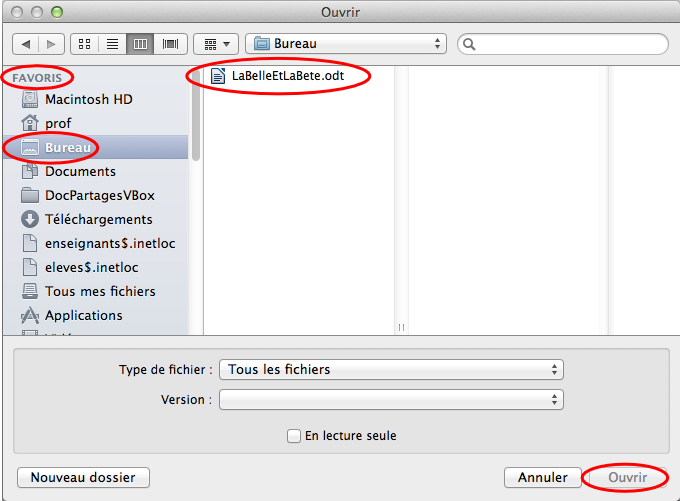 Ouvrir
Bureau
FAVORIS
Macintosh HD
prof
Bureau
Documents
DocPartagesVBox
Téléchargements
enseignants$.inetloc
eleves$.inetloc
Tous mes fichiers
Applications
LaBelleEtLaBete.odt
Type de fichier : Tous les fichiers
Version :
En lecture seule
Nouveau dossier
Annuler
Ouvrir